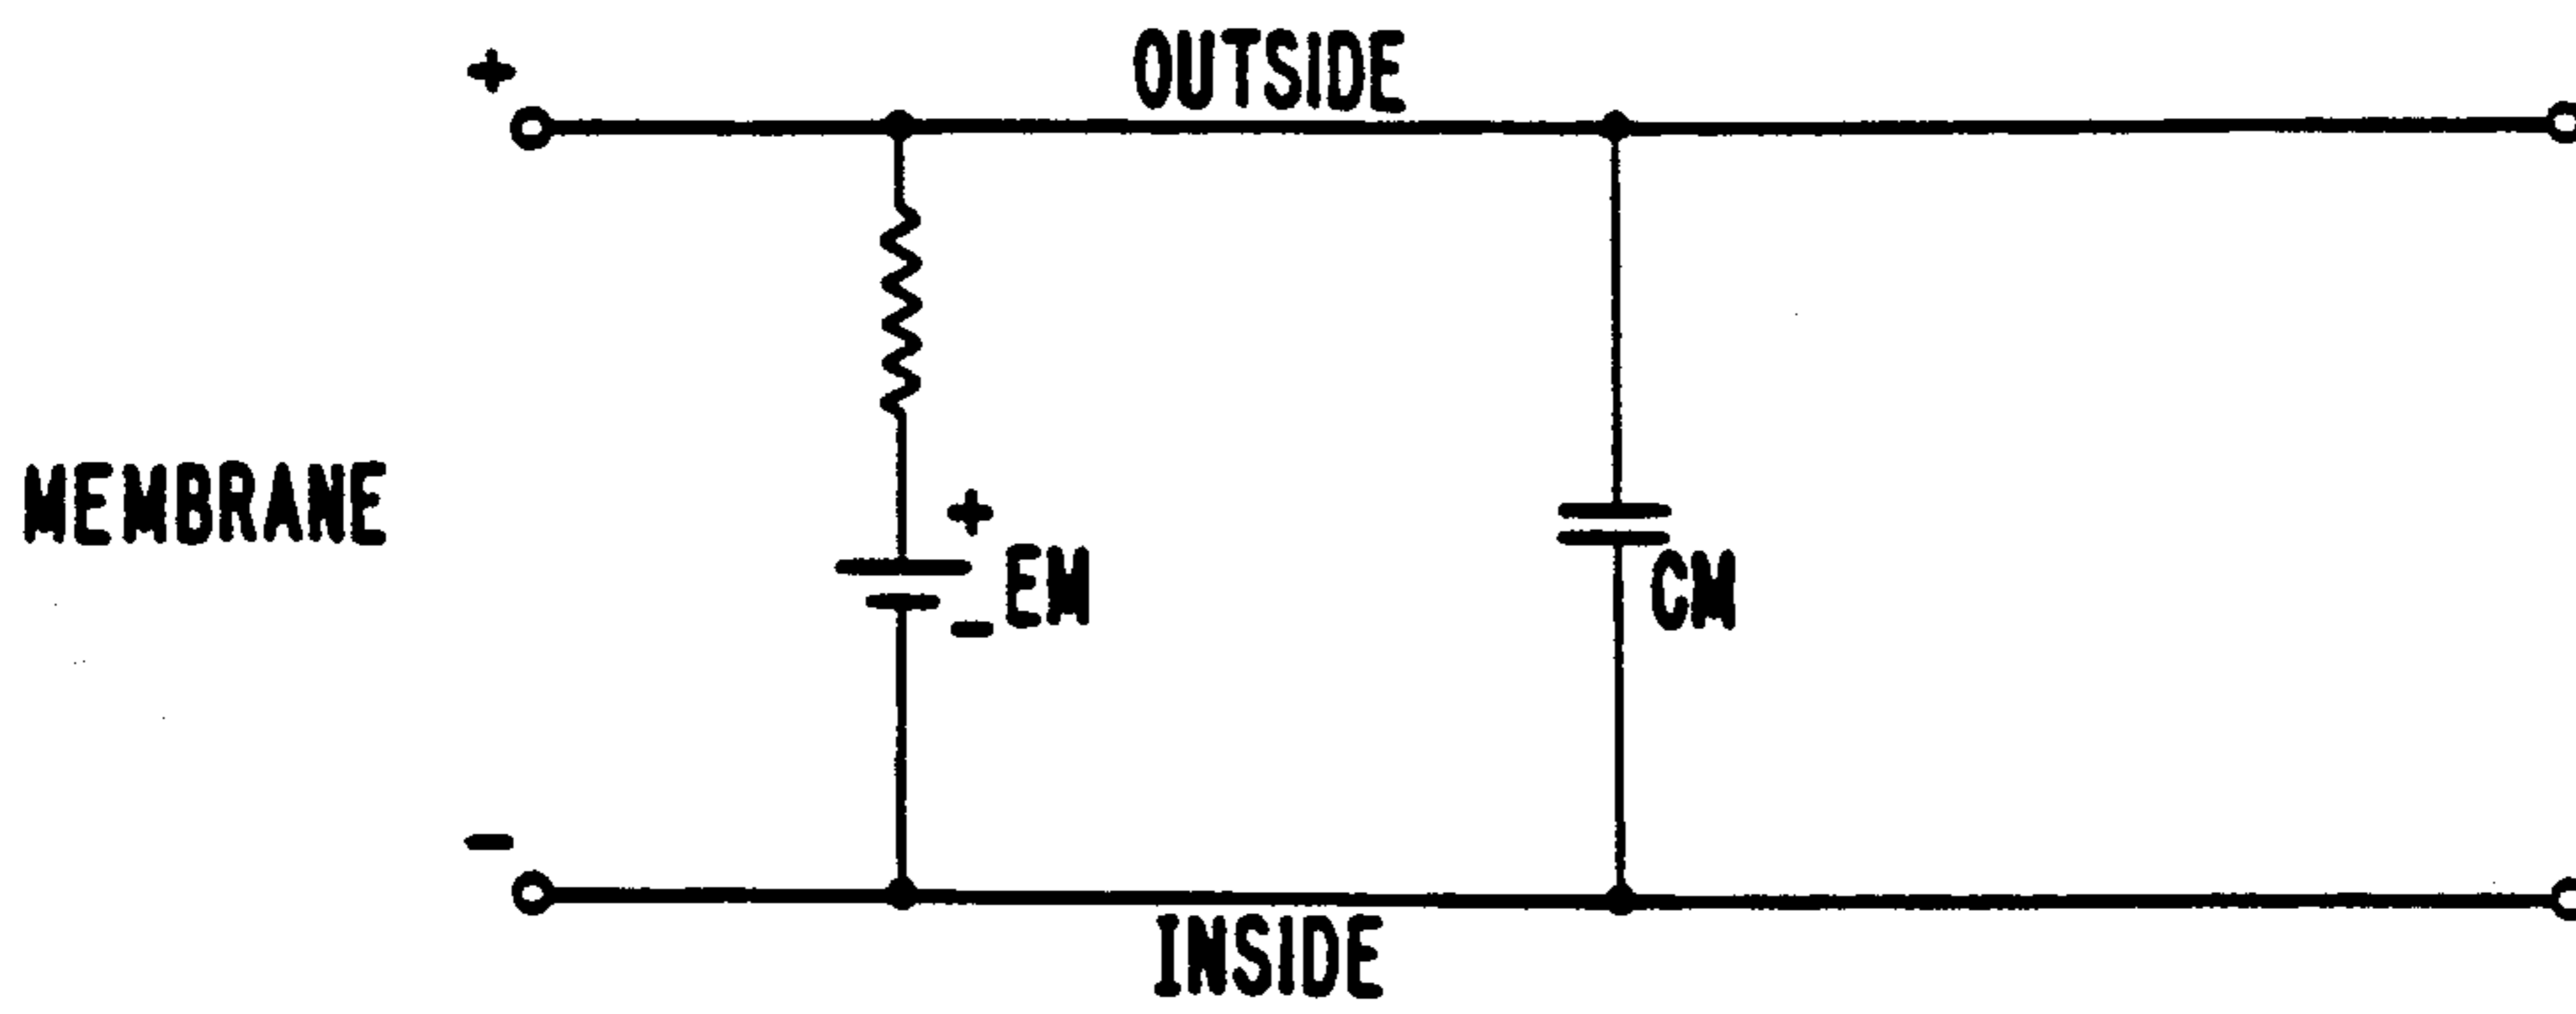 +
OUTSIDE
MEMBRANE
+
EM
-
CM
-
INSIDE